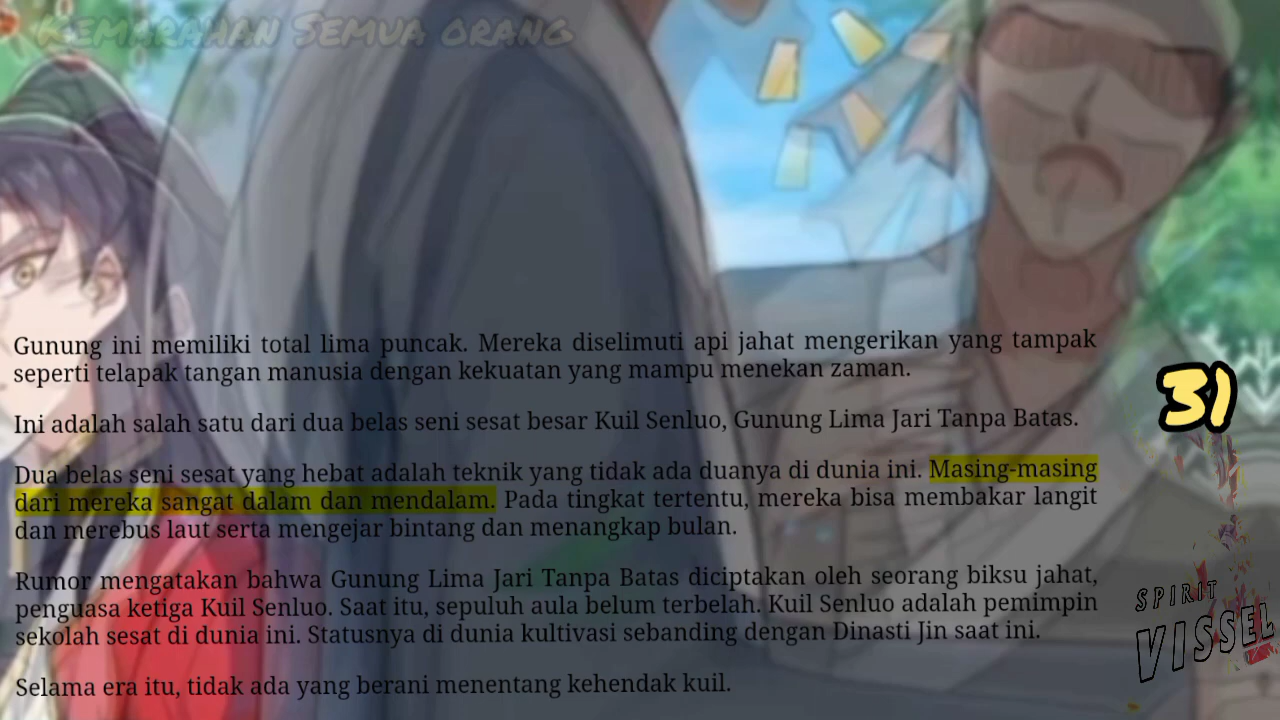 Kemarahan Semua orang
Gunung ini memiliki total lima puncak. Mereka diselimuti api jahat mengerikan yang tampak
seperti telapak tangan manusia dengan kekuatan yang mampu menekan zaman.
Ini adalah salah satu dari dua belas seni sesat besar Kuil Senluo, Gunung Lima Jari Tanpa Batas.
Dua belas seni sesat yang hebat adalah teknik yang tidak ada duanya di dunia ini. Masing-masing
dari mereka sangat dalam dan mendalam. Pada tingkat tertentu, mereka bisa membakar langit
dan merebus laut serta mengejar bintang dan menangkap bulan.
Rumor mengatakan bahwa Gunung Lima Jari Tanpa Batas diciptakan oleh seorang biksu jahat,
penguasa ketiga Kuil Senluo. Saat itu, sepuluh aula belum terbelah. Kuil Senluo adalah pemimpin
sekolah sesat di dunia ini. Statusnya di dunia kultivasi sebanding dengan Dinasti Jin saat ini.
Selama era itu, tidak ada yang berani menentang kehendak kuil.
31
SPIRIT
VISSEL